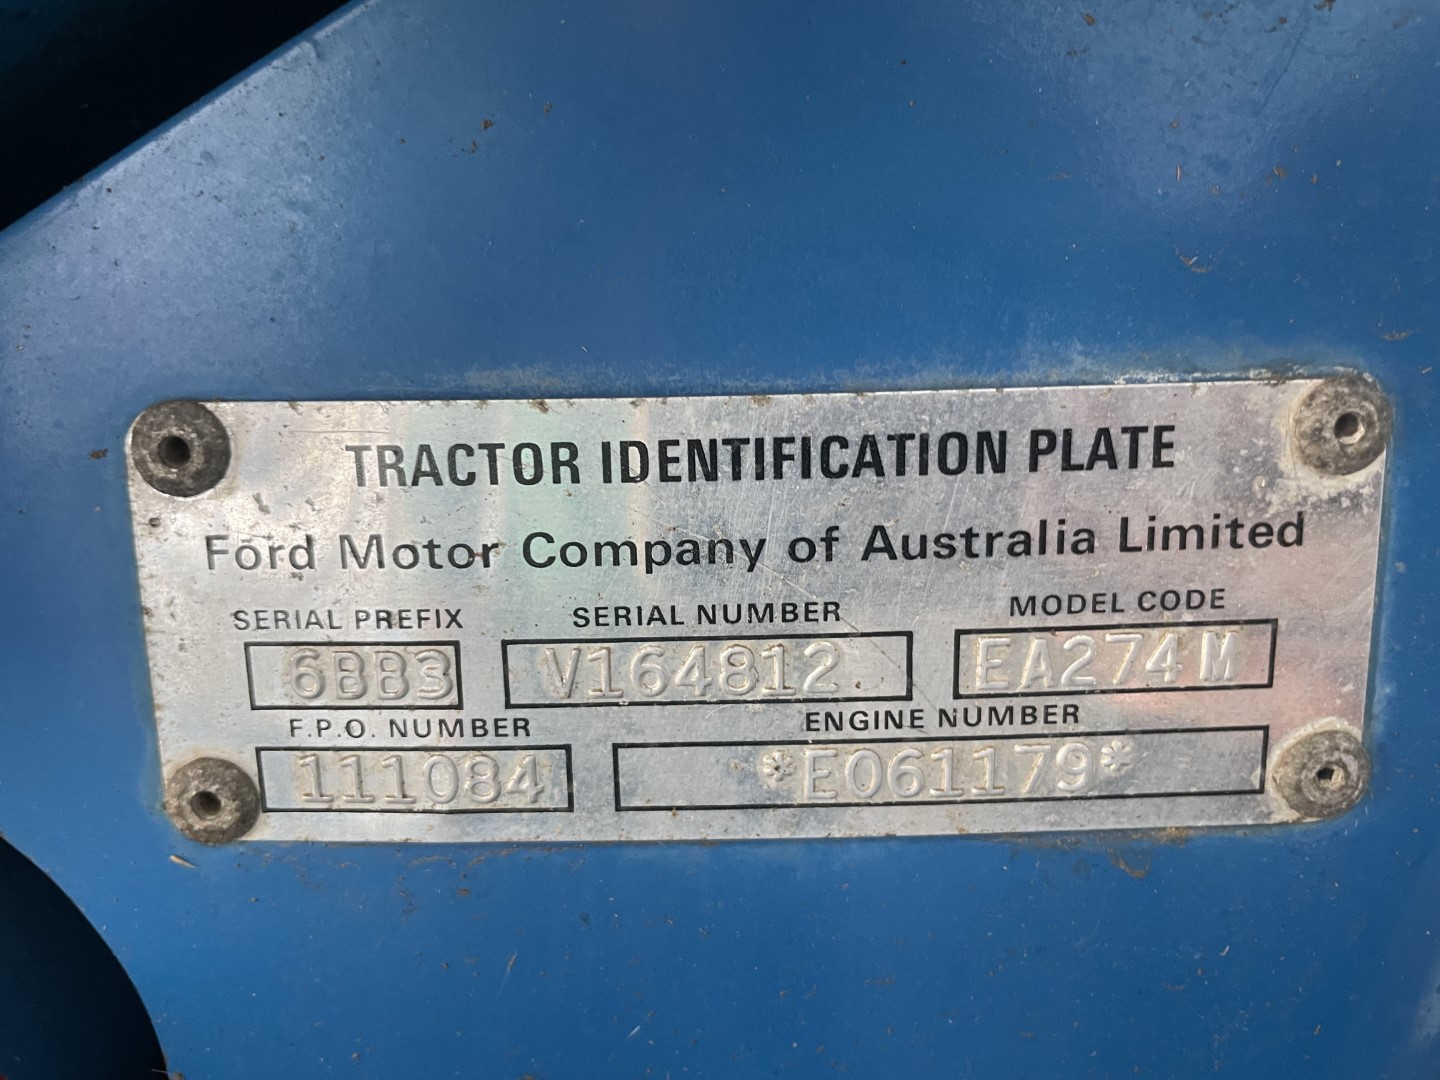 TRACTOR IDENTIFICATION PLATE
Ford Motor Company of Australia Limited
SERIAL PREFIX SERIAL NUMBER MODEL CODE
6BB3 V164812 EA274M
F.P.O. NUMBER ENGINE NUMBER
111084 *E061179*